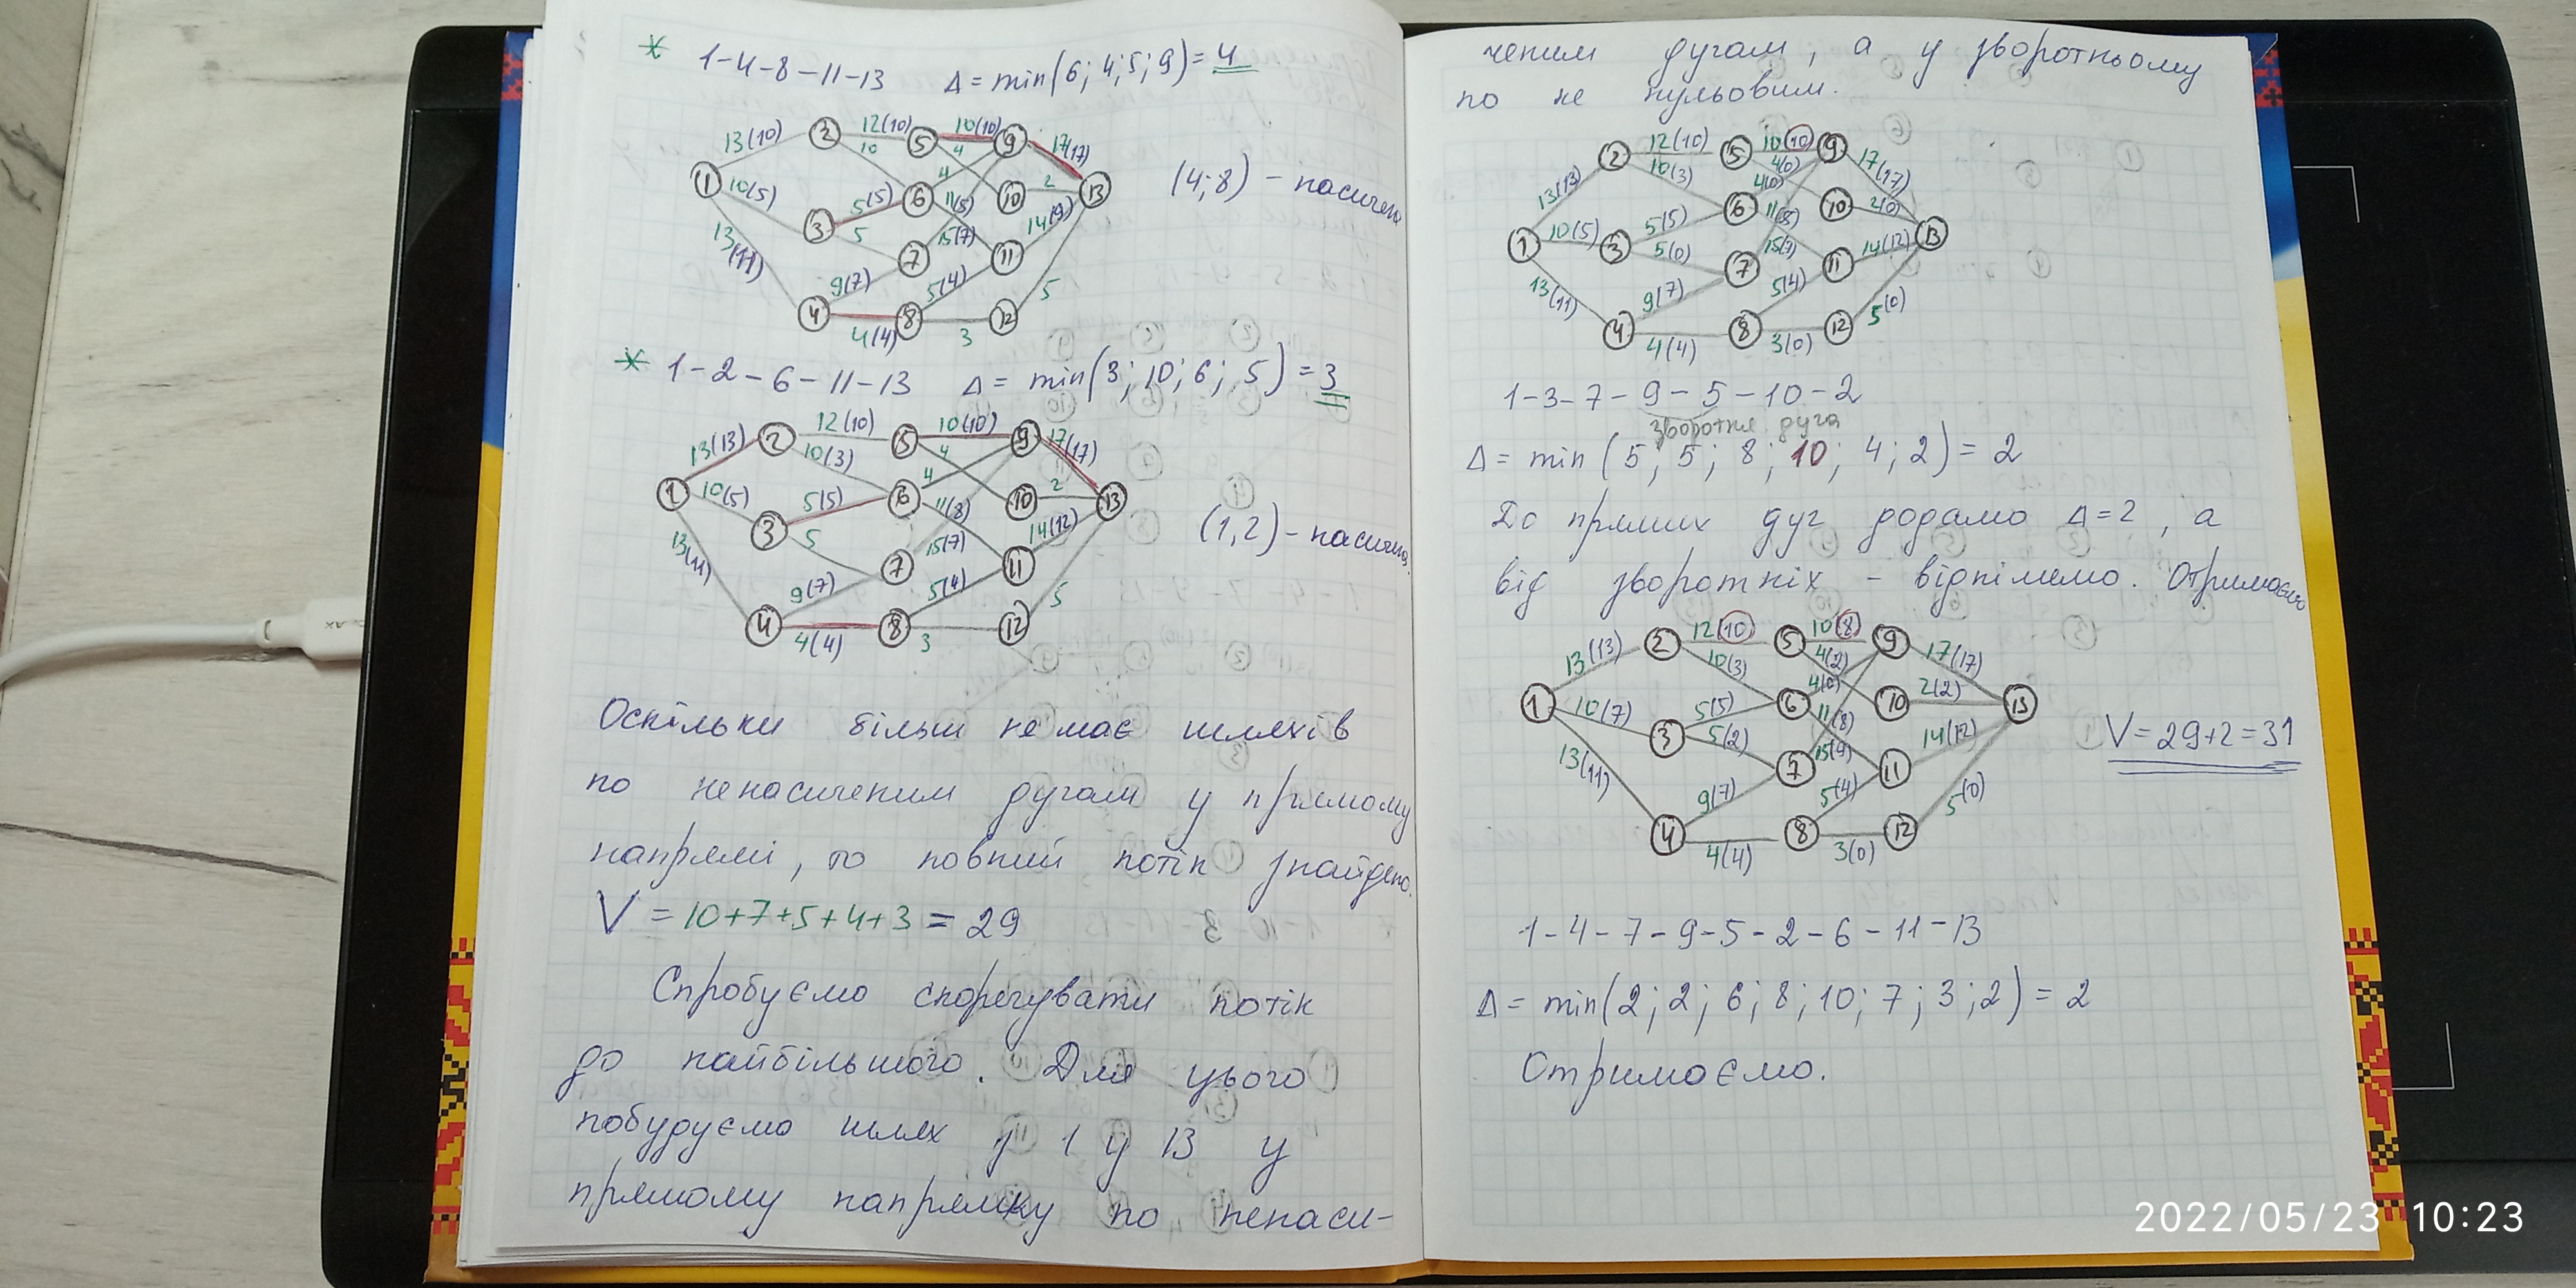 * 1-4-8-11-13 Δ = min(6; 4; 5; 9) = 4
13(10) 2 12(10) 5 10(10) 9 17(17)
10 4
1 10(5) 5(5) 6 4 11(5) 10 2 13
3 5 15(7) 14(9)
13(11) 7 11
9(7) 5(4) 5
4 4(4) 8 3 12
(4; 8) - насичена
* 1-2-6-11-13 Δ = min(3; 10; 6; 5) = 3
13(13) 2 12(10) 5 10(10) 9 17(17)
10(3) 4
1 10(5) 5(5) 6 4 11(8) 10 2 13
3 5 15(7) 14(12)
13(11) 7 11
9(7) 5(4) 5
4 4(4) 8 3 12
(1,2) - насичена
Оскільки більш немає шляхів
по ненасиченим дугам у прямому
напрямі, то повний потік знайдено.
V = 10+7+5+4+3 = 29
Спробуємо скорегувати потік
до найбільшого. Для цього
побудуємо шлях з 1 у 13 у
прямому напрямку по ненаси-
ченим дугам, а у зворотньому
по не нульовим.
2 12(10) 5 10(10) 9 17(17)
13(13) 10(3) 4(0) 4(0)
1 10(5) 3 5(5) 6 11(8) 10 2(0) 13
5(0) 15(7) 14(12)
13(11) 7 11
9(7) 5(4) 5(0)
4 4(4) 8 3(0) 12
1-3-7-9-5-10-2
зворотня дуга
Δ = min (5; 5; 8; 10; 4; 2) = 2
До прямих дуг додамо Δ=2, а
від зворотніх - віднімемо. Отримаємо
2 12(10) 5 10(8) 9 17(17)
13(13) 10(3) 4(2) 4(0)
1 10(7) 5(5) 6 11(8) 10 2(2) 13
3 5(2) 15(9) 14(12)
13(11) 7 11
9(7) 5(4) 5(0)
4 4(4) 8 3(0) 12
V = 29+2 = 31
1-4-7-9-5-2-6-11-13
Δ = min(2; 2; 6; 8; 10; 7; 3; 2) = 2
Отримаємо.
2022/05/23 10:23